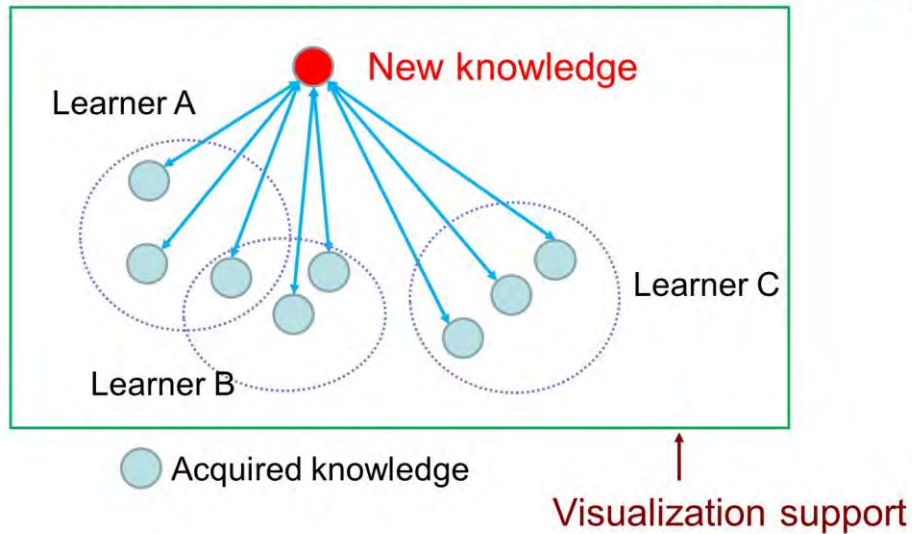 New knowledge
Learner A
Learner C
Learner B
Acquired knowledge
Visualization support